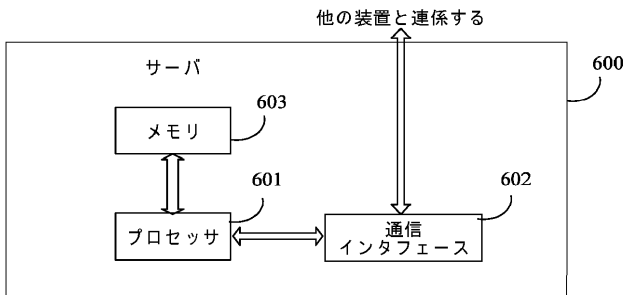 他の装置と連係する
サーバ
600
603
メモリ
601
602
プロセッサ
通信
インタフェース